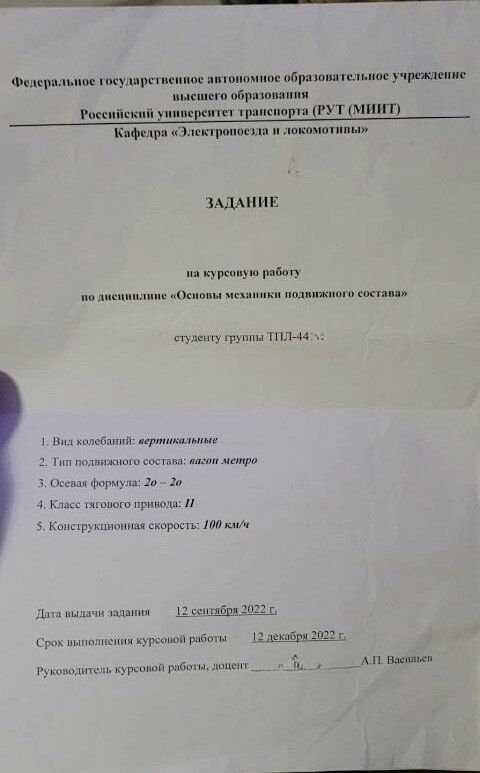 Федеральное государственное автономное образовательное учреждение
высшего образования
Российский университет транспорта (РУТ (МИИТ)
Кафедра «Электропоезда и локомотивы»
ЗАДАНИЕ
на курсовую работу
по дисциплине «Основы механики подвижного состава»
студенту группы ТПЛ-44
1. Вид колебаний: вертикальные
2. Тип подвижного состава: вагон метро
3. Осевая формула: 2о – 2о
4. Класс тягового привода: II
5. Конструкционная скорость: 100 км/ч
Дата выдачи задания 12 сентября 2022 г.
Срок выполнения курсовой работы 12 декабря 2022 г.
Руководитель курсовой работы, доцент А.П. Васильев